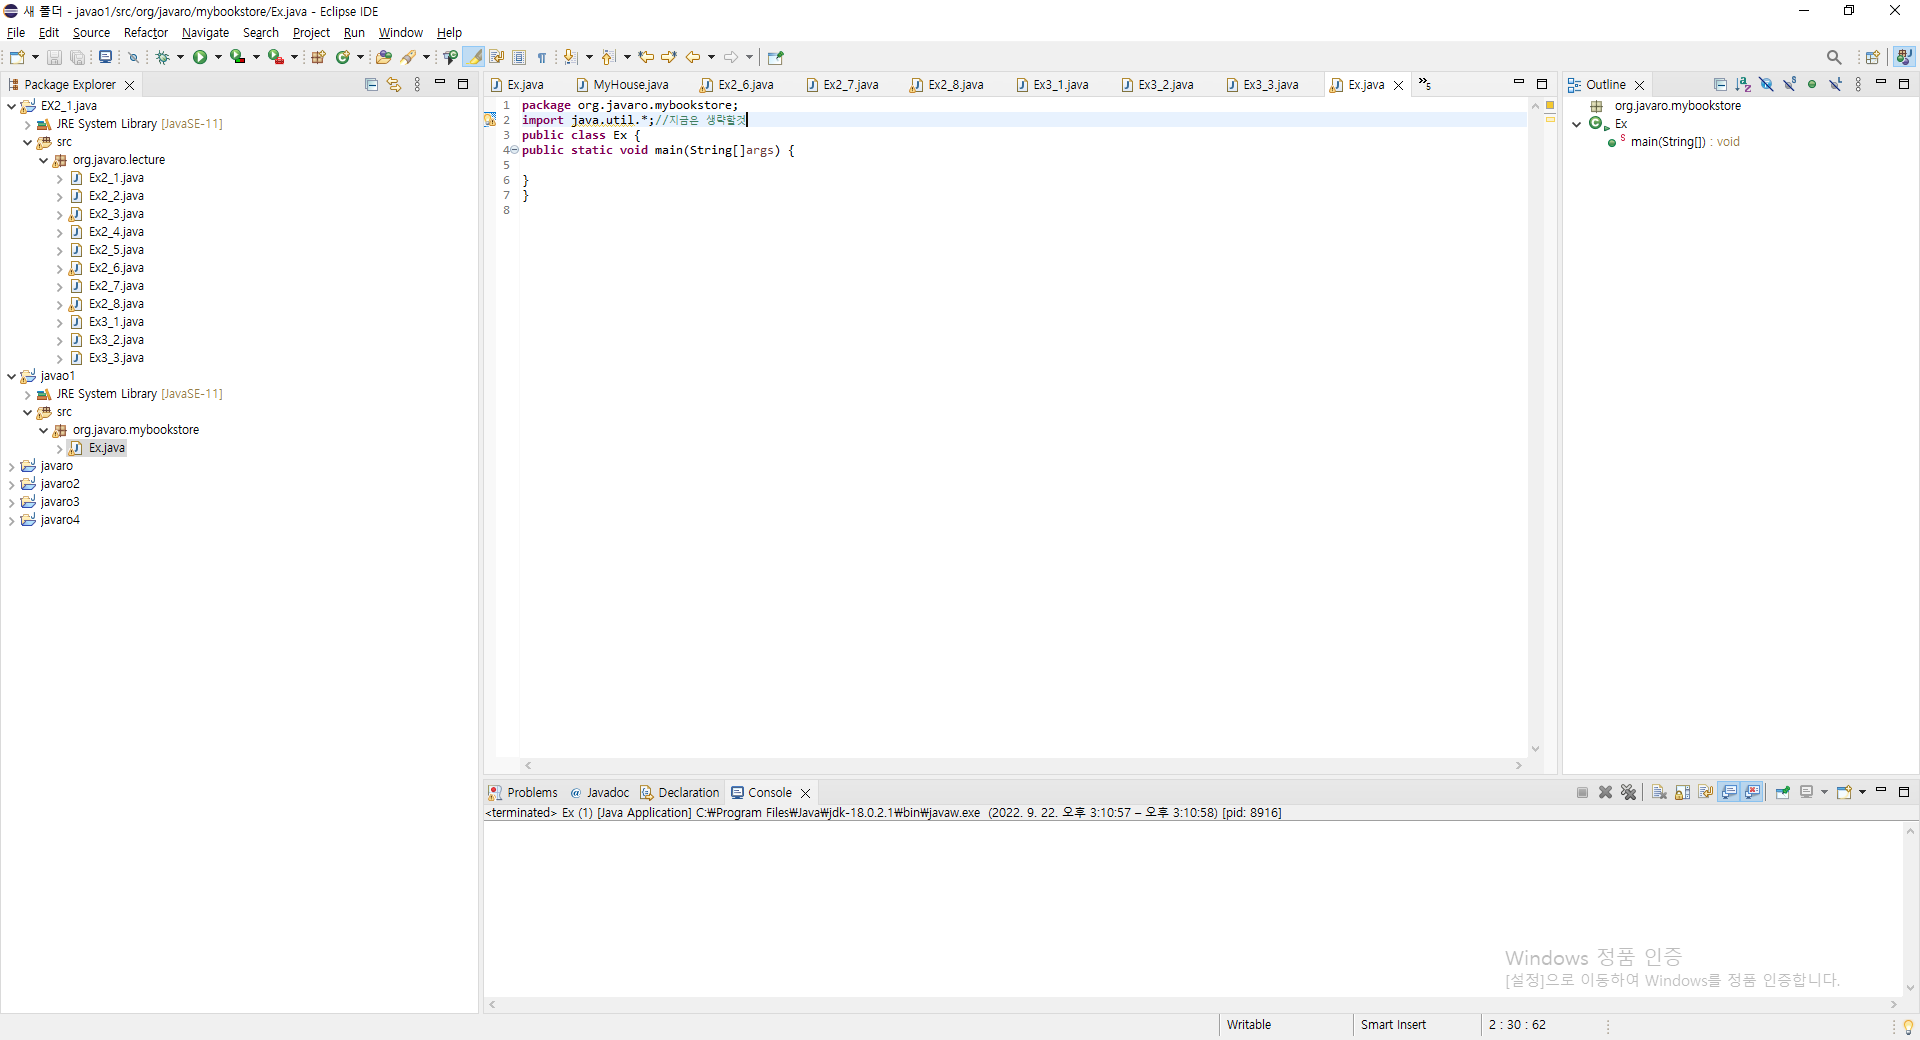 새 폴더 - javao1/src/org/javaro/mybookstore/Ex.java - Eclipse IDE
File Edit Source Refactor Navigate Search Project Run Window Help
Package Explorer
EX2_1.java
JRE System Library [JavaSE-11]
src
org.javaro.lecture
Ex2_1.java
Ex2_2.java
Ex2_3.java
Ex2_4.java
Ex2_5.java
Ex2_6.java
Ex2_7.java
Ex2_8.java
Ex3_1.java
Ex3_2.java
Ex3_3.java
javao1
JRE System Library [JavaSE-11]
src
org.javaro.mybookstore
Ex.java
javaro
javaro2
javaro3
javaro4
Ex.java MyHouse.java Ex2_6.java Ex2_7.java Ex2_8.java Ex3_1.java Ex3_2.java Ex3_3.java Ex.java »5
1 package org.javaro.mybookstore;
2 import java.util.*;//지금은 생략할것
3 public class Ex {
4 public static void main(String[]args) {
5
6 }
7 }
8
Outline
org.javaro.mybookstore
Ex
main(String[]) : void
Problems @ Javadoc Declaration Console
<terminated> Ex (1) [Java Application] C:₩Program Files₩Java₩jdk-18.0.2.1₩bin₩javaw.exe (2022. 9. 22. 오후 3:10:57 – 오후 3:10:58) [pid: 8916]
Windows 정품 인증
[설정]으로 이동하여 Windows를 정품 인증합니다.
Writable Smart Insert 2 : 30 : 62